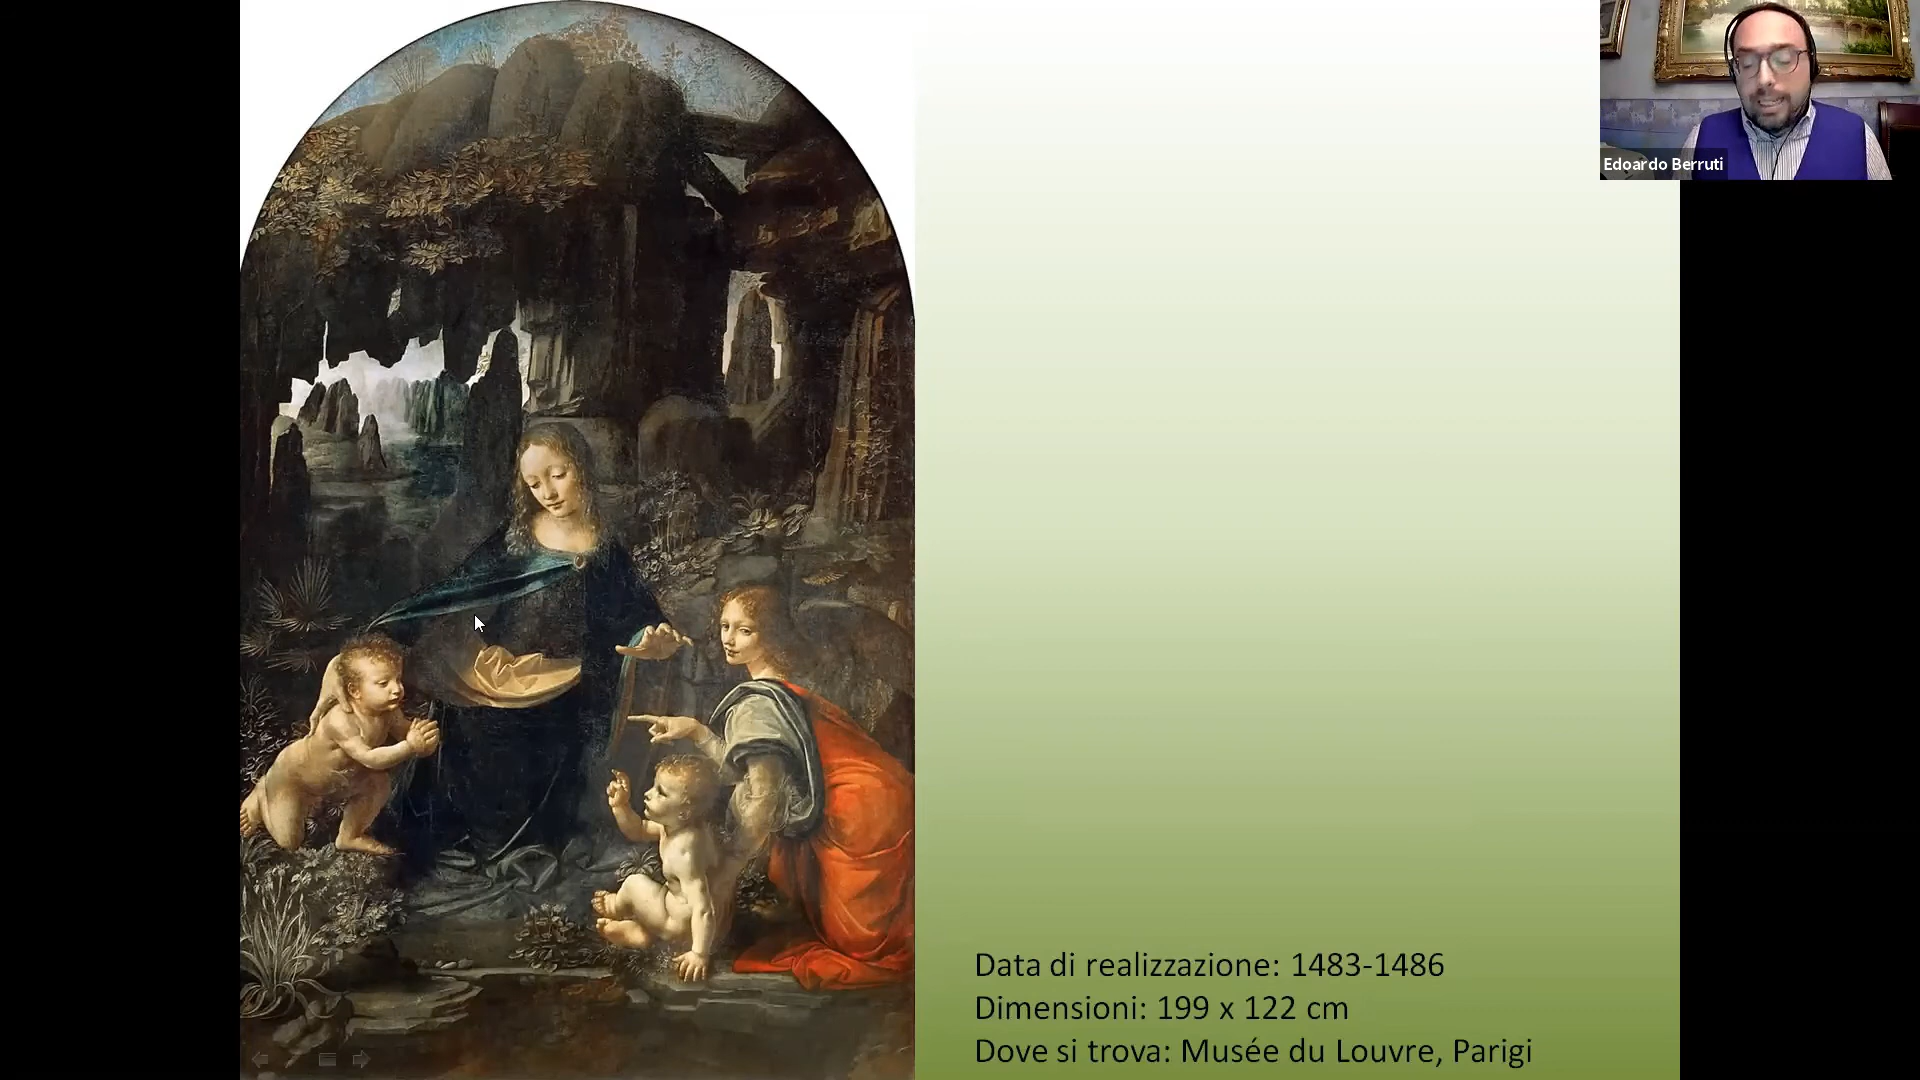 Edoardo Berruti
Data di realizzazione: 1483-1486
Dimensioni: 199 x 122 cm
Dove si trova: Musée du Louvre, Parigi